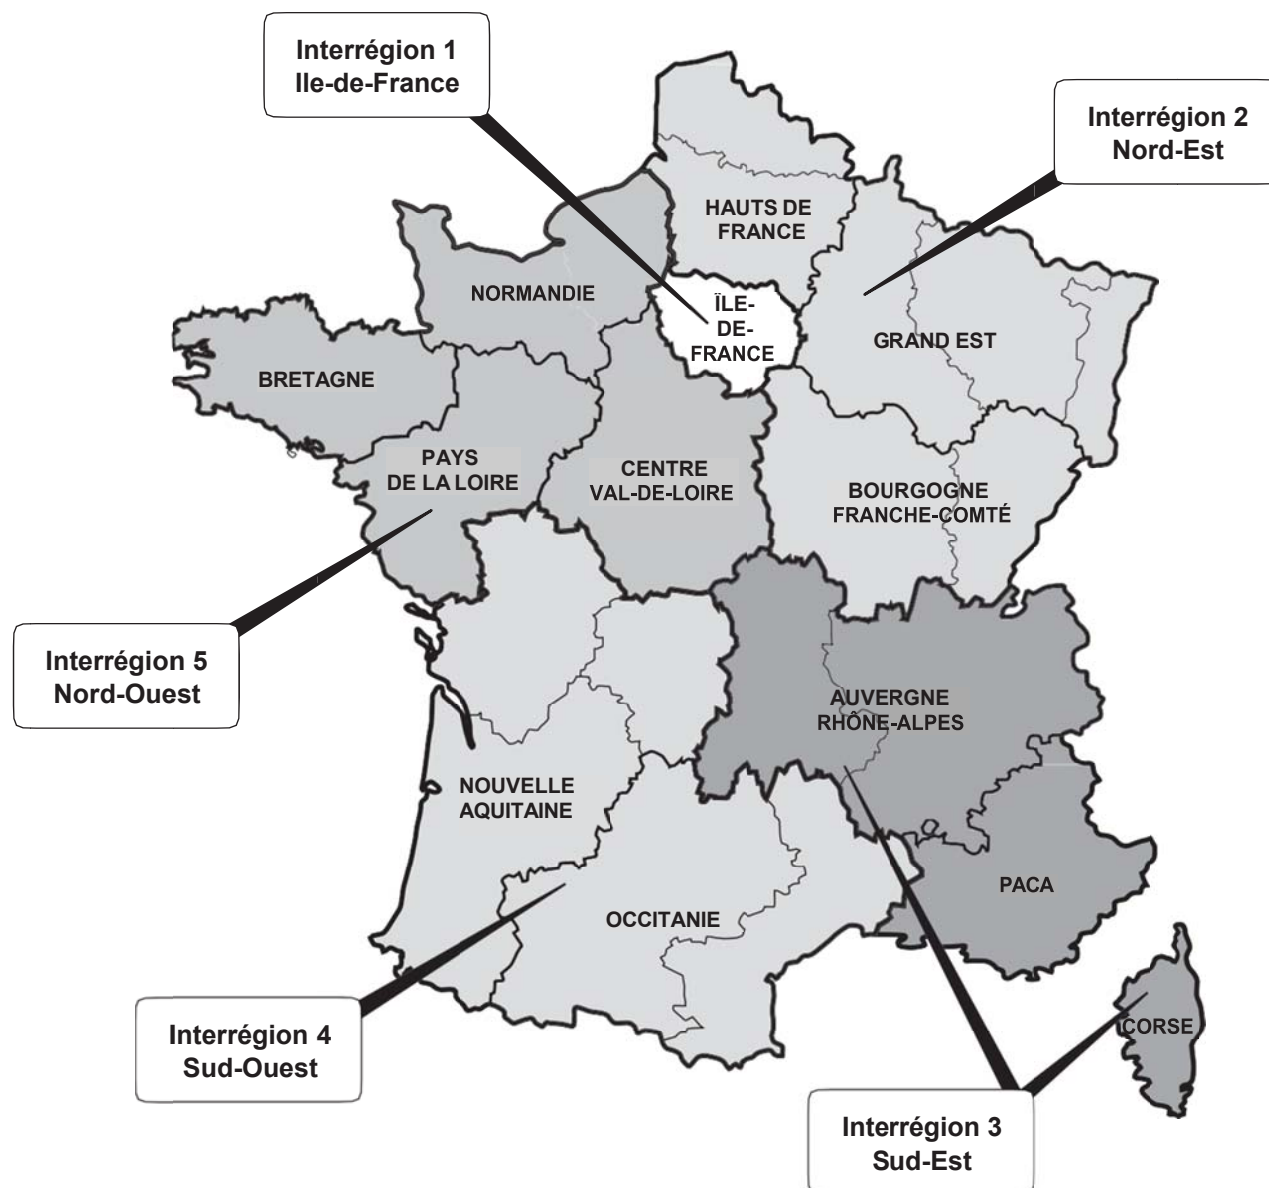 Interrégion 1
Ile-de-France
Interrégion 2
Nord-Est
HAUTS DE
FRANCE
NORMANDIE
ÏLE-
DE-
FRANCE
GRAND EST
BRETAGNE
PAYS
DE LA LOIRE
CENTRE
VAL-DE-LOIRE
BOURGOGNE
FRANCHE-COMTÉ
Interrégion 5
Nord-Ouest
AUVERGNE
RHÔNE-ALPES
NOUVELLE
AQUITAINE
PACA
OCCITANIE
Interrégion 4
Sud-Ouest
CORSE
Interrégion 3
Sud-Est